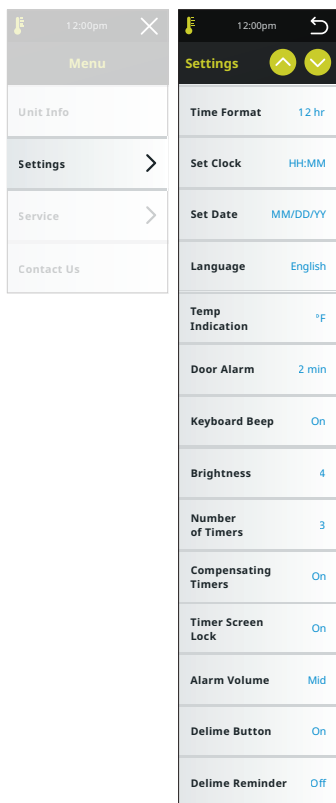 12:00pm
Menu
Unit Info
Settings
Service
Contact Us
12:00pm
Settings
Time Format 12 hr
Set Clock HH:MM
Set Date MM/DD/YY
Language English
Temp
Indication °F
Door Alarm 2 min
Keyboard Beep On
Brightness 4
Number
of Timers 3
Compensating
Timers On
Timer Screen
Lock On
Alarm Volume Mid
Delime Button On
Delime Reminder Off